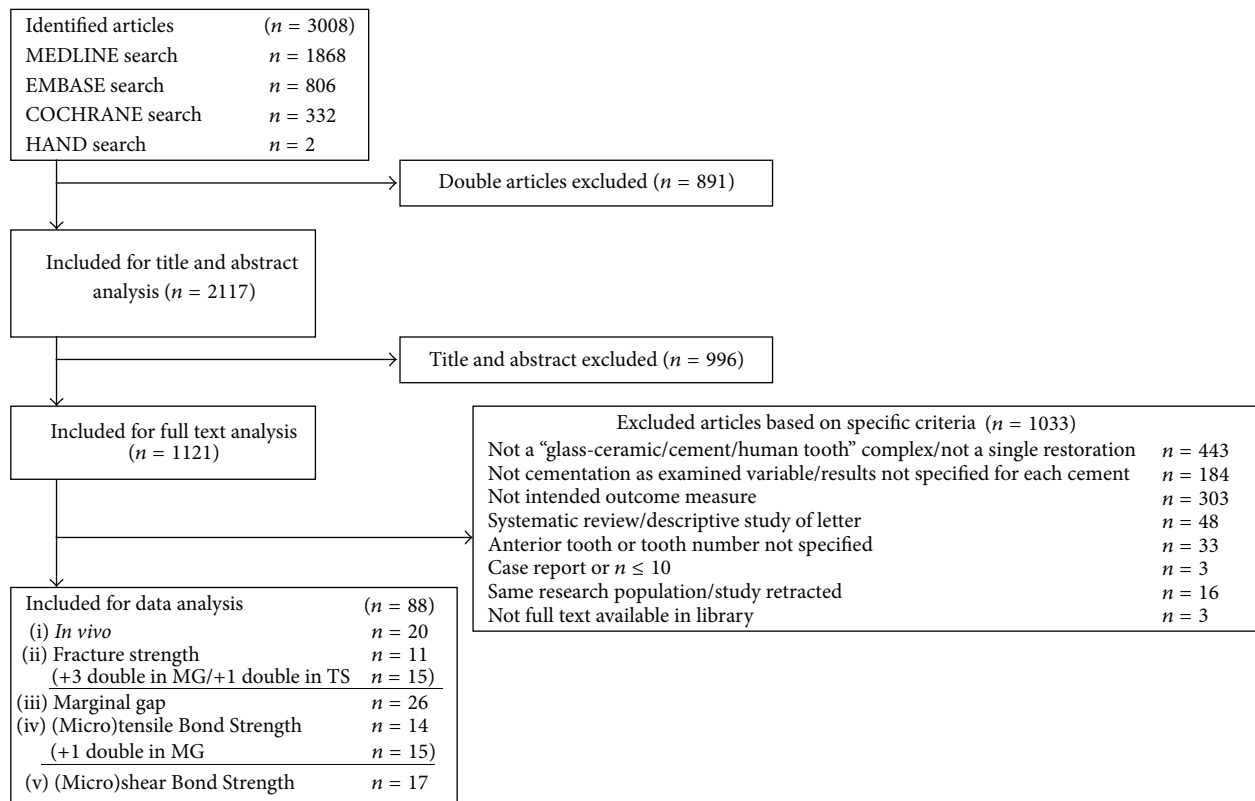 Identified articles (n = 3008)
MEDLINE search n = 1868
EMBASE search n = 806
COCHRANE search n = 332
HAND search n = 2
Double articles excluded (n = 891)
Included for title and abstract
analysis (n = 2117)
Title and abstract excluded (n = 996)
Included for full text analysis
(n = 1121)
Excluded articles based on specific criteria (n = 1033)
Not a “glass-ceramic/cement/human tooth” complex/not a single restoration n = 443
Not cementation as examined variable/results not specified for each cement n = 184
Not intended outcome measure n = 303
Systematic review/descriptive study of letter n = 48
Anterior tooth or tooth number not specified n = 33
Case report or n ≤ 10 n = 3
Same research population/study retracted n = 16
Not full text available in library n = 3
Included for data analysis (n = 88)
(i) In vivo n = 20
(ii) Fracture strength n = 11
(+3 double in MG/+1 double in TS n = 15)
(iii) Marginal gap n = 26
(iv) (Micro)tensile Bond Strength n = 14
(+1 double in MG n = 15)
(v) (Micro)shear Bond Strength n = 17